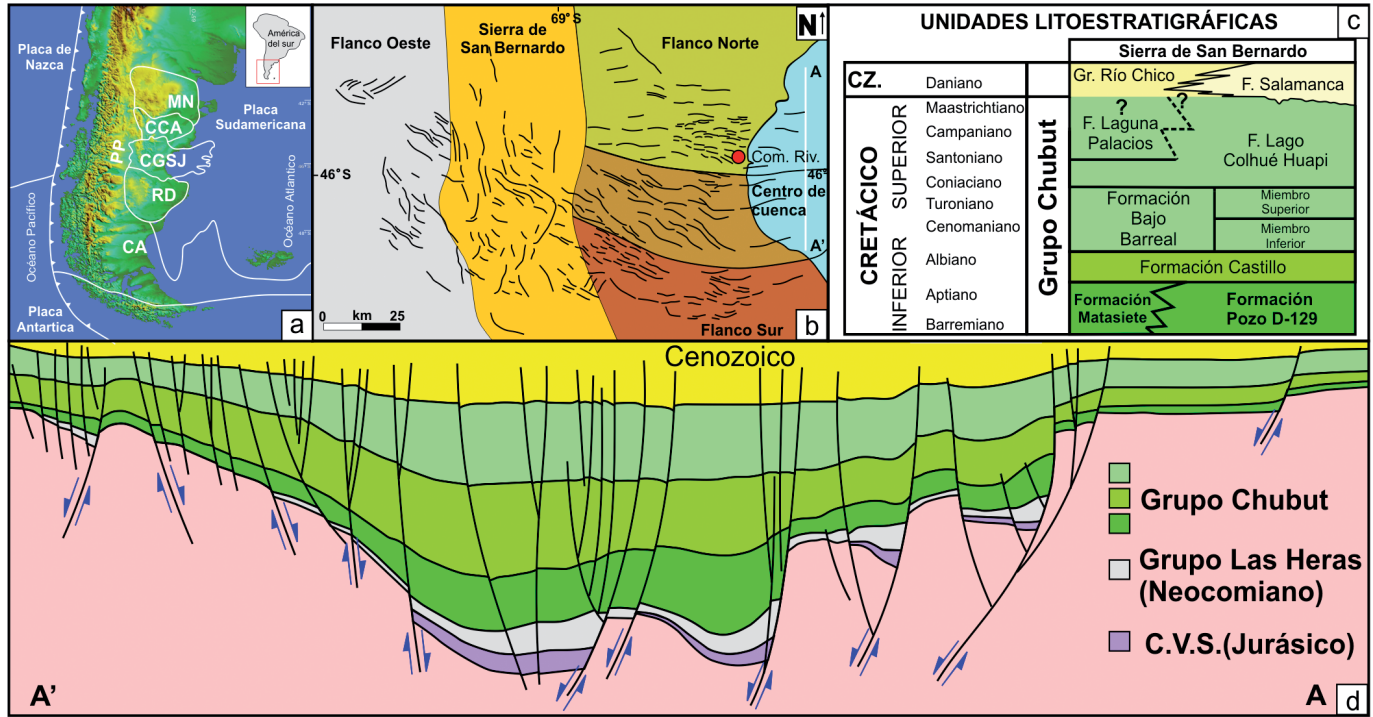 Placa de
Nazca
América
del sur
MN
Placa
Sudamericana
CCA
PP
CGSJ
RD
CA
Océano Pacífico
Océano Atlantico
Placa
Antartica
a
69° S
Flanco Oeste
Sierra de
San Bernardo
Flanco Norte
N
A
Com. Riv.
46° S
46°
Centro de
cuenca
A'
0 km 25
Flanco Sur
b
UNIDADES LITOESTRATIGRÁFICAS
c
Sierra de San Bernardo
CZ.
Daniano
Gr. Río Chico
F. Salamanca
CRETÁCICO
SUPERIOR
INFERIOR
Maastrichtiano
Campaniano
Santoniano
Coniaciano
Turoniano
Cenomaniano
Albiano
Aptiano
Barremiano
Grupo Chubut
? ?
F. Laguna
Palacios
F. Lago
Colhué Huapi
Formación
Bajo
Barreal
Miembro
Superior
Miembro
Inferior
Formación Castillo
Formación
Matasiete
Formación
Pozo D-129
Cenozoico
Grupo Chubut
Grupo Las Heras
(Neocomiano)
C.V.S.(Jurásico)
A'
A
d